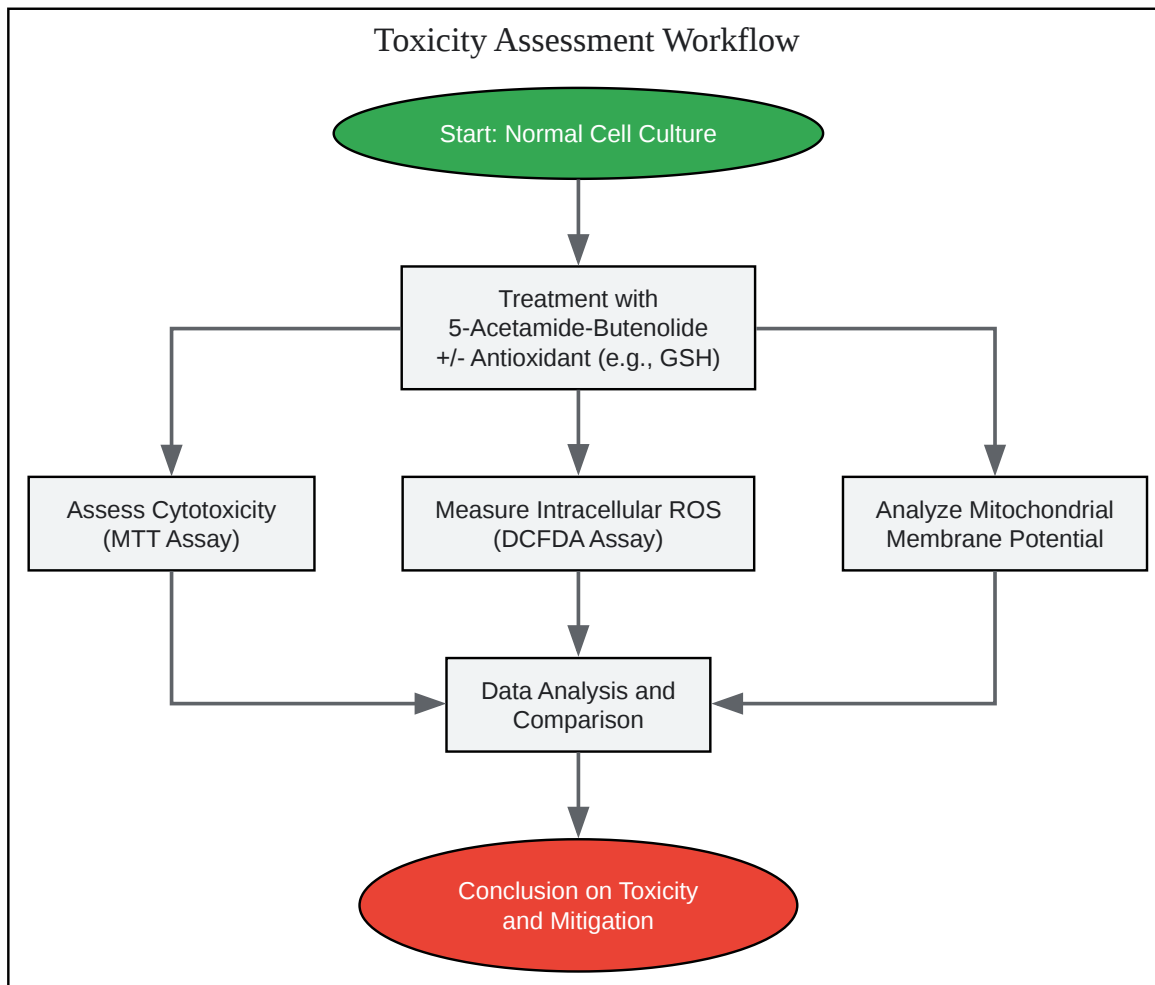 Toxicity Assessment Workflow
Start: Normal Cell Culture
Treatment with
5-Acetamide-Butenolide
+/- Antioxidant (e.g., GSH)
Assess Cytotoxicity
(MTT Assay)
Measure Intracellular ROS
(DCFDA Assay)
Analyze Mitochondrial
Membrane Potential
Data Analysis and
Comparison
Conclusion on Toxicity
and Mitigation